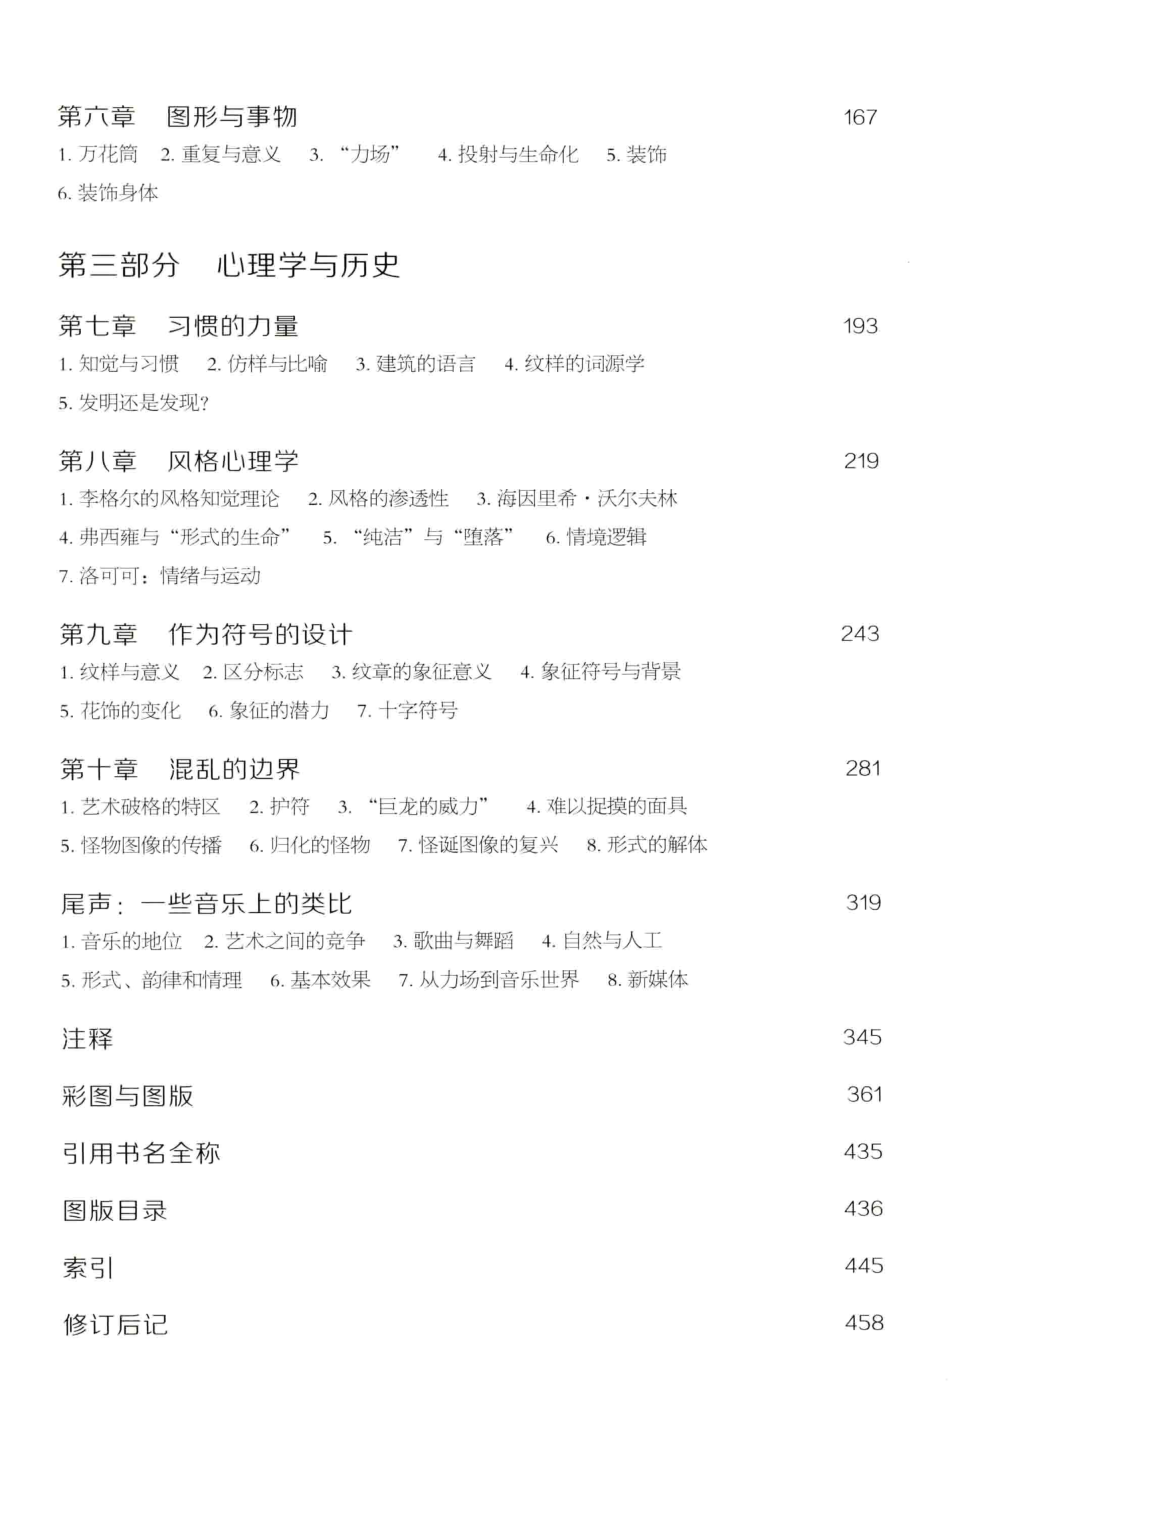 第六章 图形与事物 167
1. 万花筒 2. 重复与意义 3. “力场” 4. 投射与生命化 5. 装饰
6. 装饰身体
第三部分 心理学与历史
第七章 习惯的力量 193
1. 知觉与习惯 2. 仿样与比喻 3. 建筑的语言 4. 纹样的词源学
5. 发明还是发现？
第八章 风格心理学 219
1. 李格尔的风格知觉理论 2. 风格的渗透性 3. 海因里希·沃尔夫林
4. 弗西雍与“形式的生命” 5. “纯洁”与“堕落” 6. 情境逻辑
7. 洛可可：情绪与运动
第九章 作为符号的设计 243
1. 纹样与意义 2. 区分标志 3. 纹章的象征意义 4. 象征符号与背景
5. 花饰的变化 6. 象征的潜力 7. 十字符号
第十章 混乱的边界 281
1. 艺术破格的特区 2. 护符 3. “巨龙的威力” 4. 难以捉摸的面具
5. 怪物图像的传播 6. 归化的怪物 7. 怪诞图像的复兴 8. 形式的解体
尾声：一些音乐上的类比 319
1. 音乐的地位 2. 艺术之间的竞争 3. 歌曲与舞蹈 4. 自然与人工
5. 形式、韵律和情理 6. 基本效果 7. 从力场到音乐世界 8. 新媒体
注释 345
彩图与图版 361
引用书名全称 435
图版目录 436
索引 445
修订后记 458